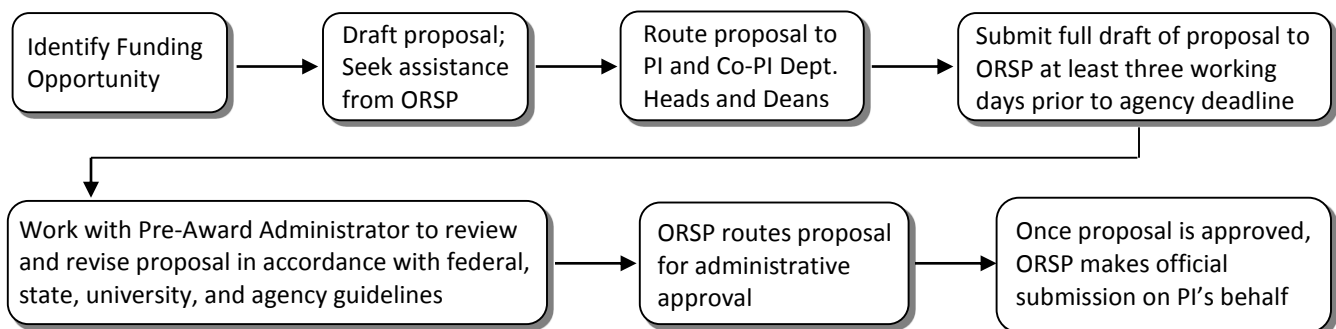 Identify Funding
Opportunity
Draft proposal;
Seek assistance
from ORSP
Route proposal to
PI and Co-PI Dept.
Heads and Deans
Submit full draft of proposal to
ORSP at least three working
days prior to agency deadline
Work with Pre-Award Administrator to review
and revise proposal in accordance with federal,
state, university, and agency guidelines
ORSP routes proposal
for administrative
approval
Once proposal is approved,
ORSP makes official
submission on PI’s behalf